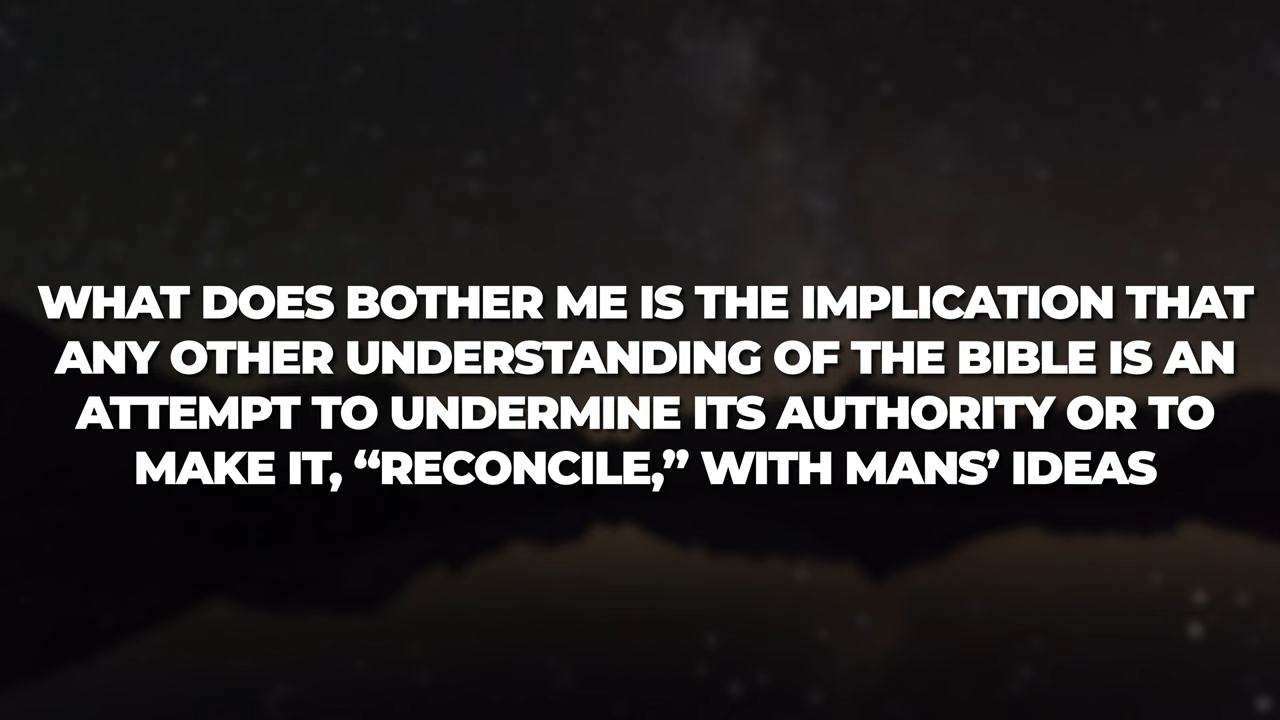 WHAT DOES BOTHER ME IS THE IMPLICATION THAT
ANY OTHER UNDERSTANDING OF THE BIBLE IS AN
ATTEMPT TO UNDERMINE ITS AUTHORITY OR TO
MAKE IT, “RECONCILE,” WITH MANS’ IDEAS